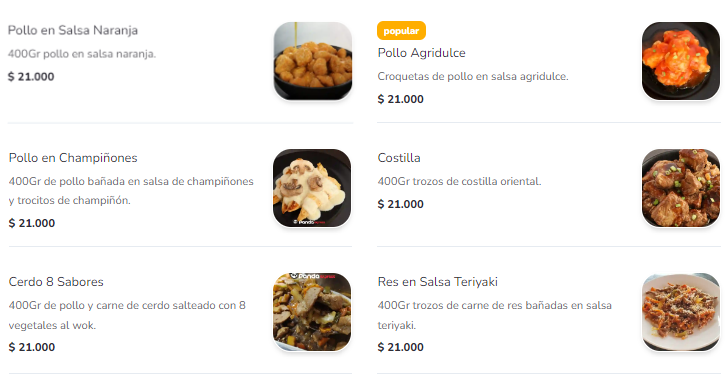 Pollo en Salsa Naranja
400Gr pollo en salsa naranja.
$ 21.000
popular
Pollo Agridulce
Croquetas de pollo en salsa agridulce.
$ 21.000
Pollo en Champiñones
400Gr de pollo bañada en salsa de champiñones
y trocitos de champiñón.
$ 21.000
Costilla
400Gr trozos de costilla oriental.
$ 21.000
Cerdo 8 Sabores
400Gr de pollo y carne de cerdo salteado con 8
vegetales al wok.
$ 21.000
Res en Salsa Teriyaki
400Gr trozos de carne de res bañadas en salsa
teriyaki.
$ 21.000